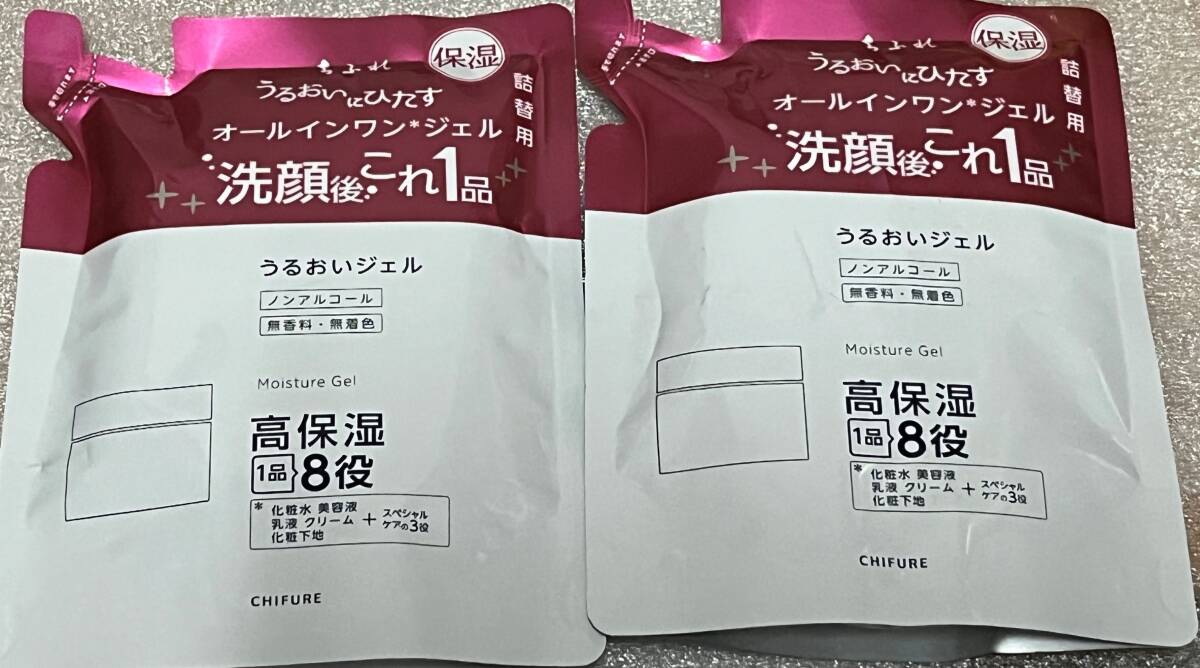 保湿
詰替用
ちふれ
うるおいにひたす
オールインワン*ジェル
洗顔後これ1品
うるおいジェル
ノンアルコール
無香料・無着色
Moisture Gel
高保湿
1品 8役
* 化粧水 美容液
乳液 クリーム
化粧下地
+ スペシャル
ケアの3役
CHIFURE
保湿
詰替用
ちふれ
うるおいにひたす
オールインワン*ジェル
洗顔後これ1品
うるおいジェル
ノンアルコール
無香料・無着色
Moisture Gel
高保湿
1品 8役
* 化粧水 美容液
乳液 クリーム
化粧下地
+ スペシャル
ケアの3役
CHIFURE